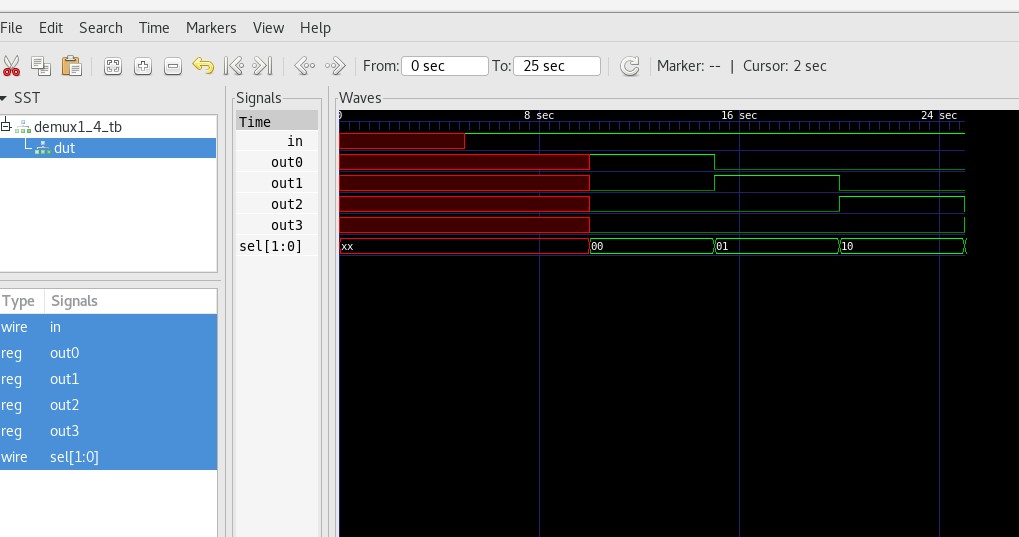 File Edit Search Time Markers View Help
From: 0 sec To: 25 sec Marker: -- | Cursor: 2 sec
SST
demux1_4_tb
dut
Type Signals
wire in
reg out0
reg out1
reg out2
reg out3
wire sel[1:0]
Signals
Time
in
out0
out1
out2
out3
sel[1:0]
Waves
0 8 sec 16 sec 24 sec
xx 00 01 10